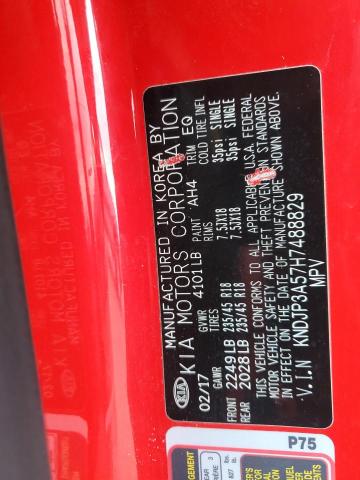 MANUFACTURED IN KOREA BY
KIA MOTORS CORPORATION
KIA
02/17
GVWR 4101LB PAINT AH4 TRIM EQ
GAWR TIRES RIMS COLD TIRE INFL
FRONT 2249LB 235/45 R18 7.5JX18 35psi SINGLE
REAR 2028LB 235/45 R18 7.5JX18 35psi SINGLE
THIS VEHICLE CONFORMS TO ALL APPLICABLE U.S.A. FEDERAL
MOTOR VEHICLE SAFETY AND THEFT PREVENTION STANDARDS
IN EFFECT ON THE DATE OF MANUFACTURE SHOWN ABOVE.
V.I.N KNDJP3A57H7488829
MPV
P75